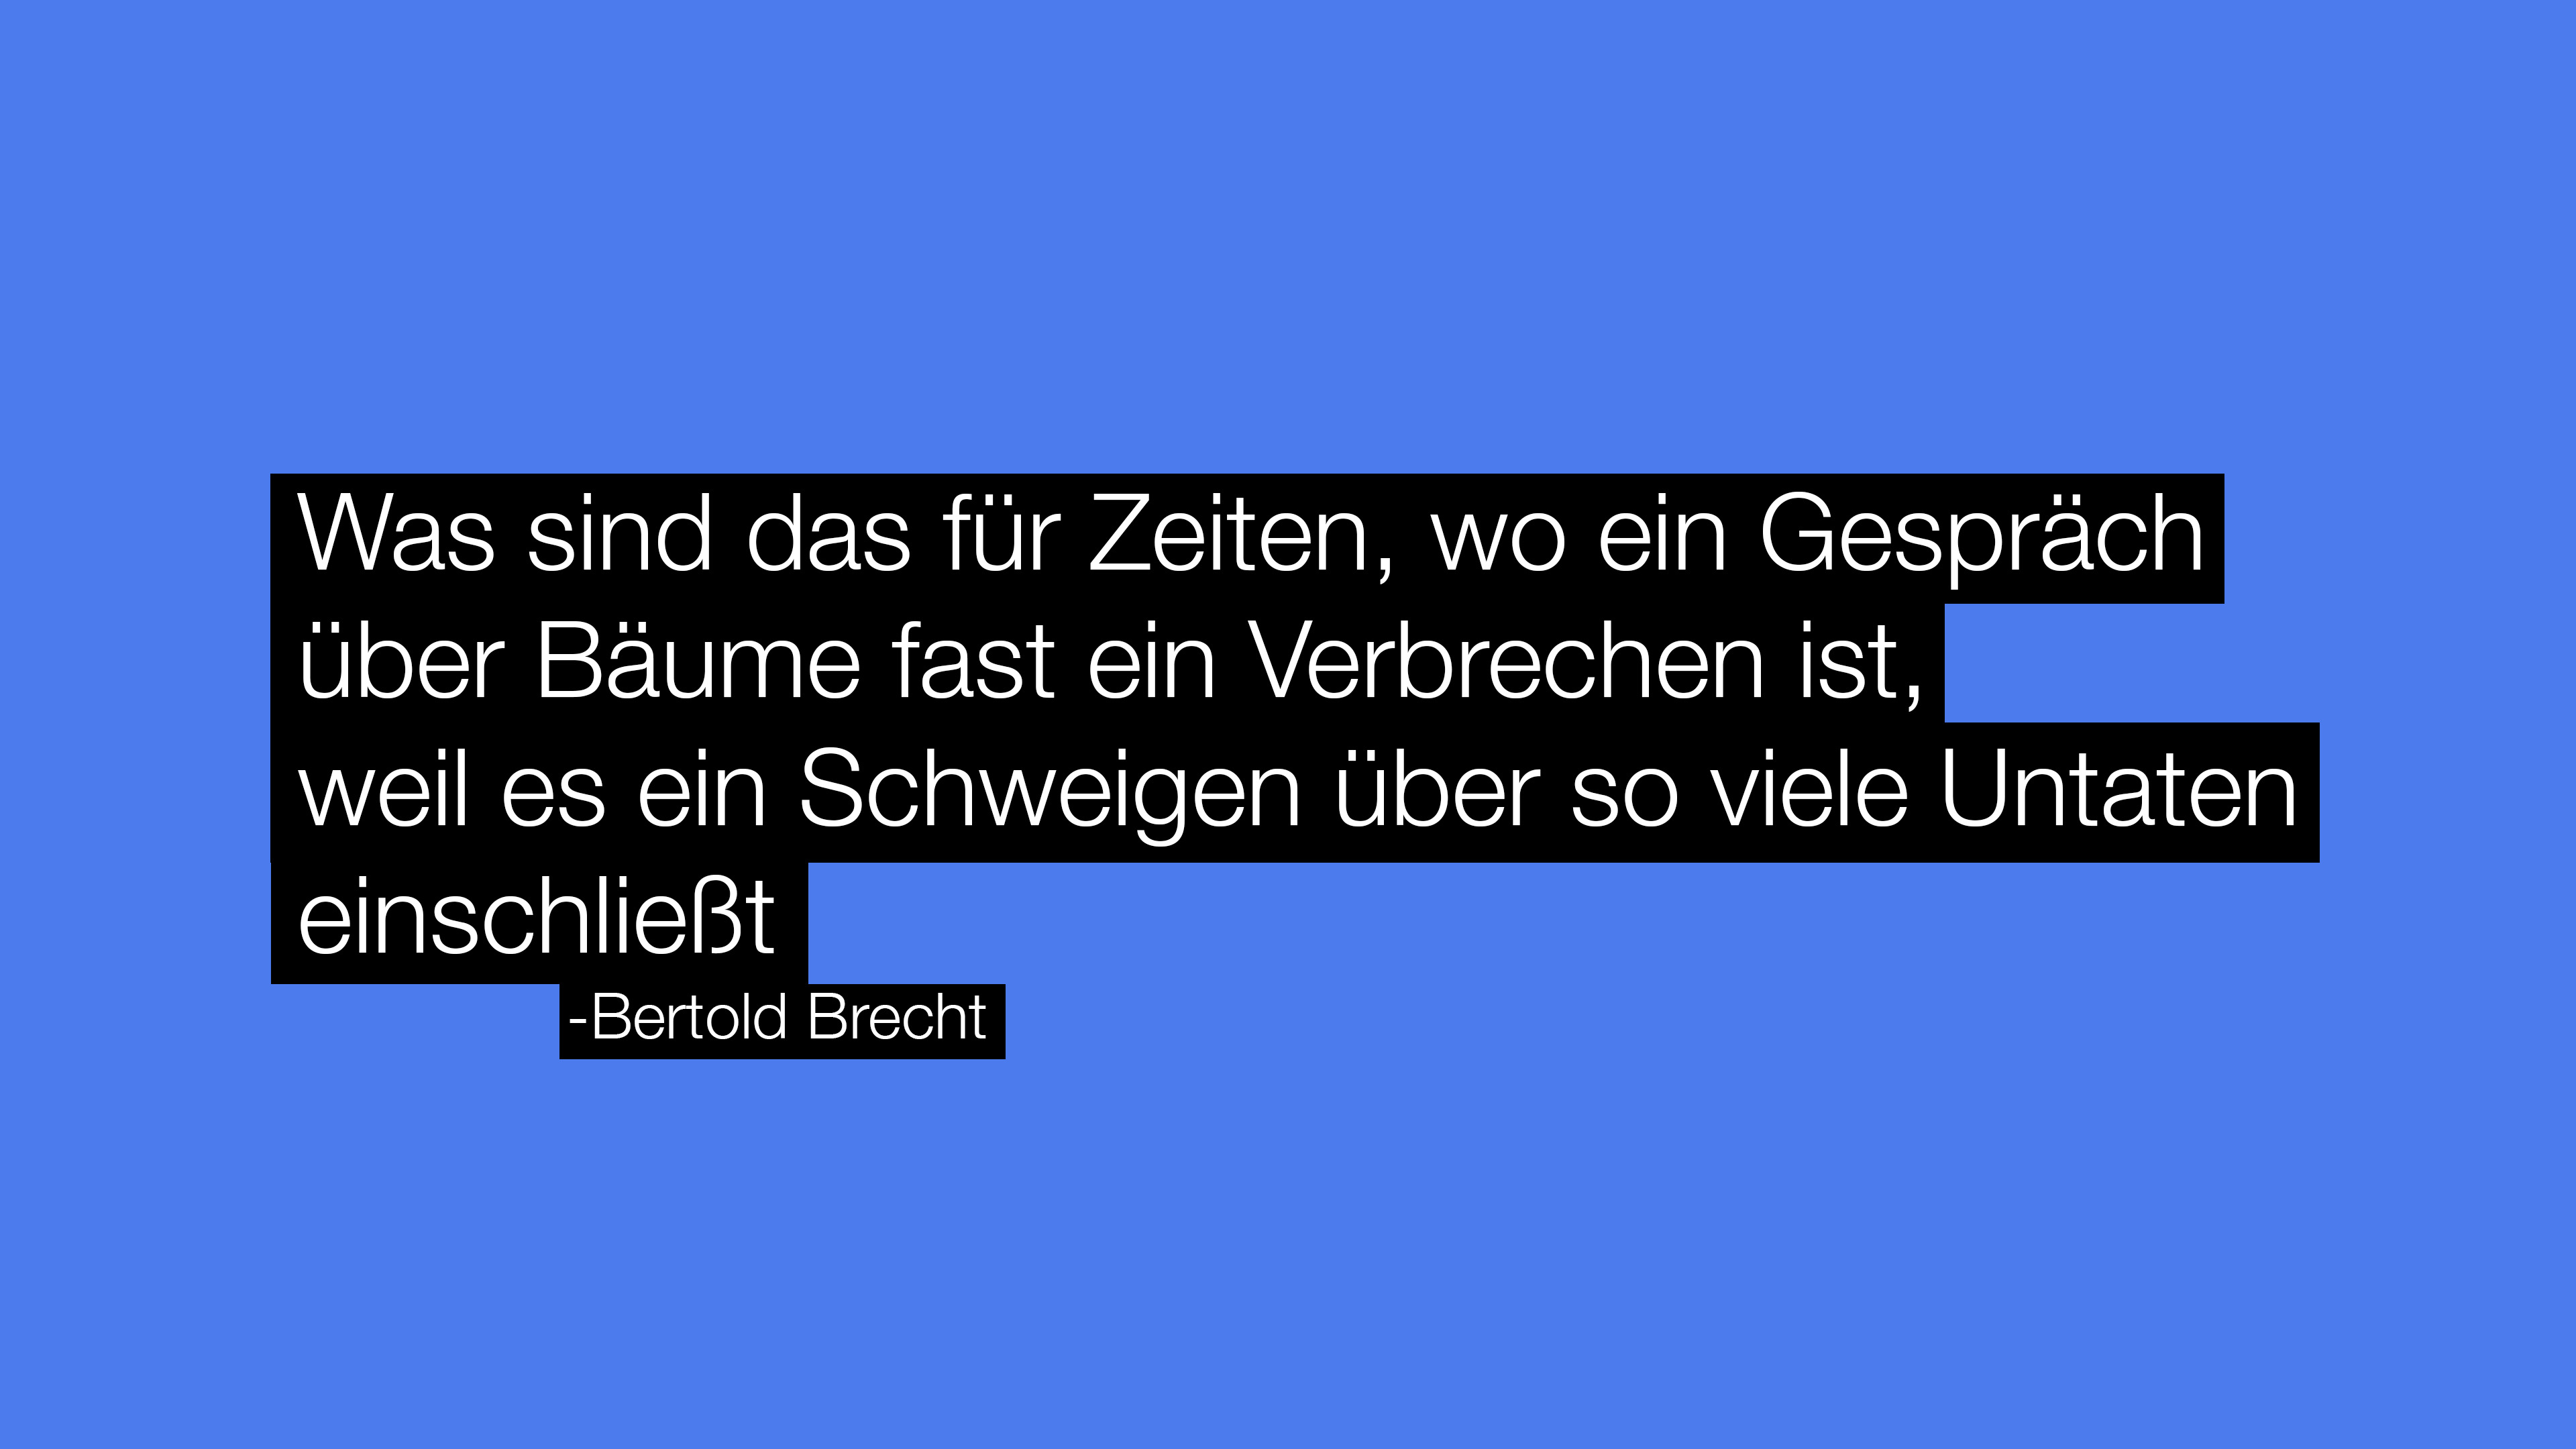 Was sind das für Zeiten, wo ein Gespräch
über Bäume fast ein Verbrechen ist,
weil es ein Schweigen über so viele Untaten
einschließt
-Bertold Brecht